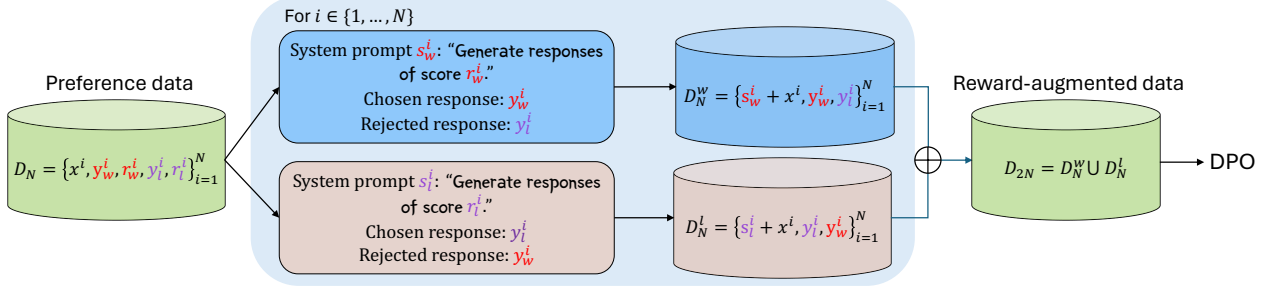 For i ∈ {1, … , N}
Preference data
D_N = {x^i, y_w^i, r_w^i, y_l^i, r_l^i}_{i=1}^N
System prompt s_w^i: “Generate responses
of score r_w^i.”
Chosen response: y_w^i
Rejected response: y_l^i
D_N^w = {s_w^i + x^i, y_w^i, y_l^i}_{i=1}^N
System prompt s_l^i: “Generate responses
of score r_l^i.”
Chosen response: y_l^i
Rejected response: y_w^i
D_N^l = {s_l^i + x^i, y_l^i, y_w^i}_{i=1}^N
Reward-augmented data
D_{2N} = D_N^w ∪ D_N^l
DPO